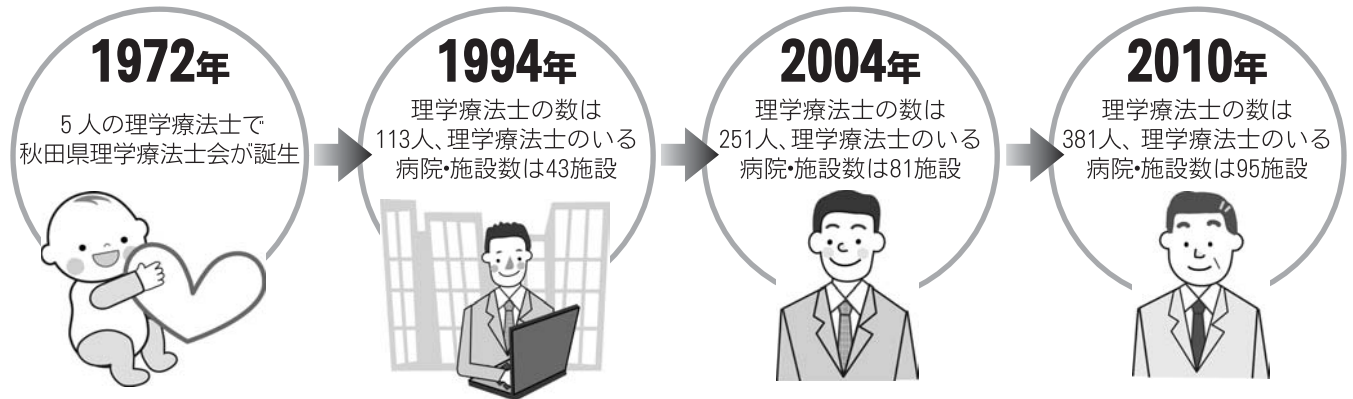 1972年
5人の理学療法士で
秋田県理学療法士会が誕生
1994年
理学療法士の数は
113人、理学療法士のいる
病院•施設数は43施設
2004年
理学療法士の数は
251人、理学療法士のいる
病院•施設数は81施設
2010年
理学療法士の数は
381人、理学療法士のいる
病院•施設数は95施設